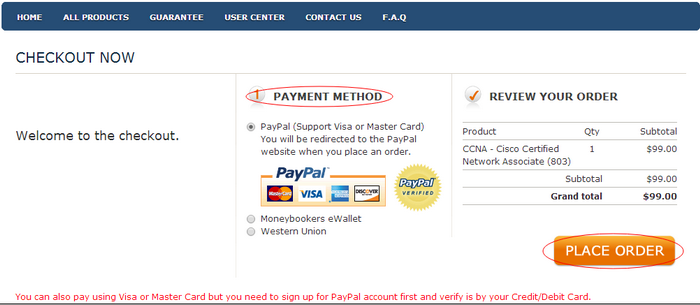 HOME ALL PRODUCTS GUARANTEE USER CENTER CONTACT US F.A.Q
CHECKOUT NOW
Welcome to the checkout.
1 PAYMENT METHOD
PayPal (Support Visa or Master Card)
You will be redirected to the PayPal
website when you place an order.
PayPal
MasterCard VISA DISCOVER
PayPal
VERIFIED
Moneybookers eWallet
Western Union
REVIEW YOUR ORDER
Product Qty Subtotal
CCNA - Cisco Certified 1 $99.00
Network Associate (803)
Subtotal $99.00
Grand total $99.00
PLACE ORDER
You can also pay using Visa or Master Card but you need to sign up for PayPal account first and verify is by your Credit/Debit Card.